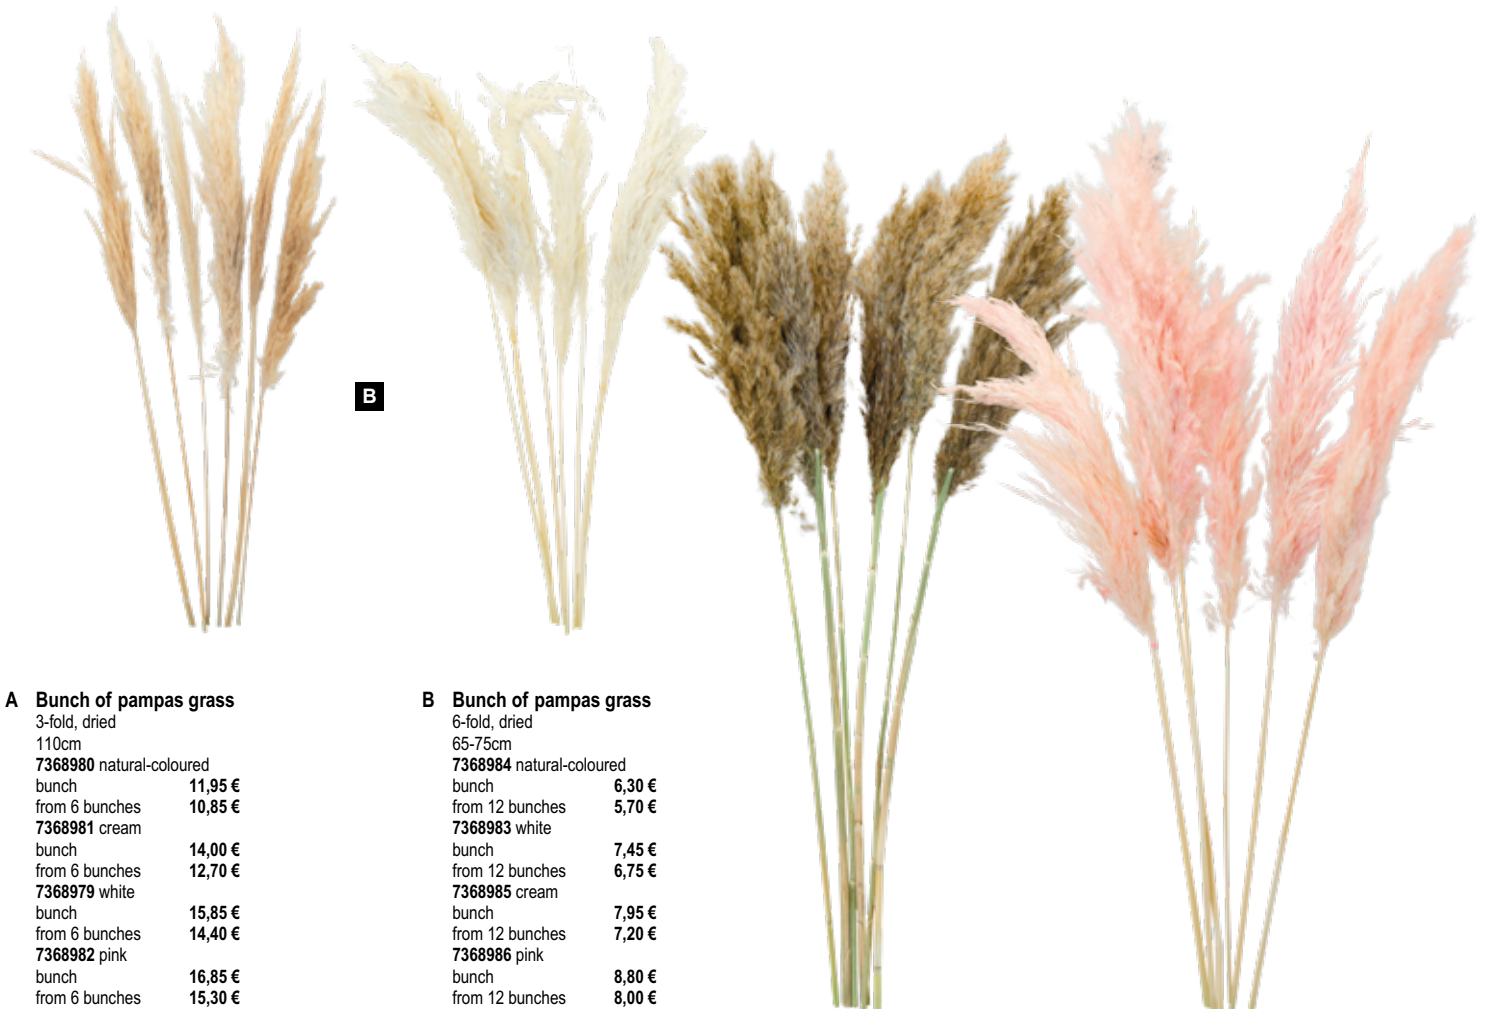 B
A Bunch of pampas grass
3-fold, dried
110cm
7368980 natural-coloured
bunch 11,95 €
from 6 bunches 10,85 €
7368981 cream
bunch 14,00 €
from 6 bunches 12,70 €
7368979 white
bunch 15,85 €
from 6 bunches 14,40 €
7368982 pink
bunch 16,85 €
from 6 bunches 15,30 €
B Bunch of pampas grass
6-fold, dried
65-75cm
7368984 natural-coloured
bunch 6,30 €
from 12 bunches 5,70 €
7368983 white
bunch 7,45 €
from 12 bunches 6,75 €
7368985 cream
bunch 7,95 €
from 12 bunches 7,20 €
7368986 pink
bunch 8,80 €
from 12 bunches 8,00 €